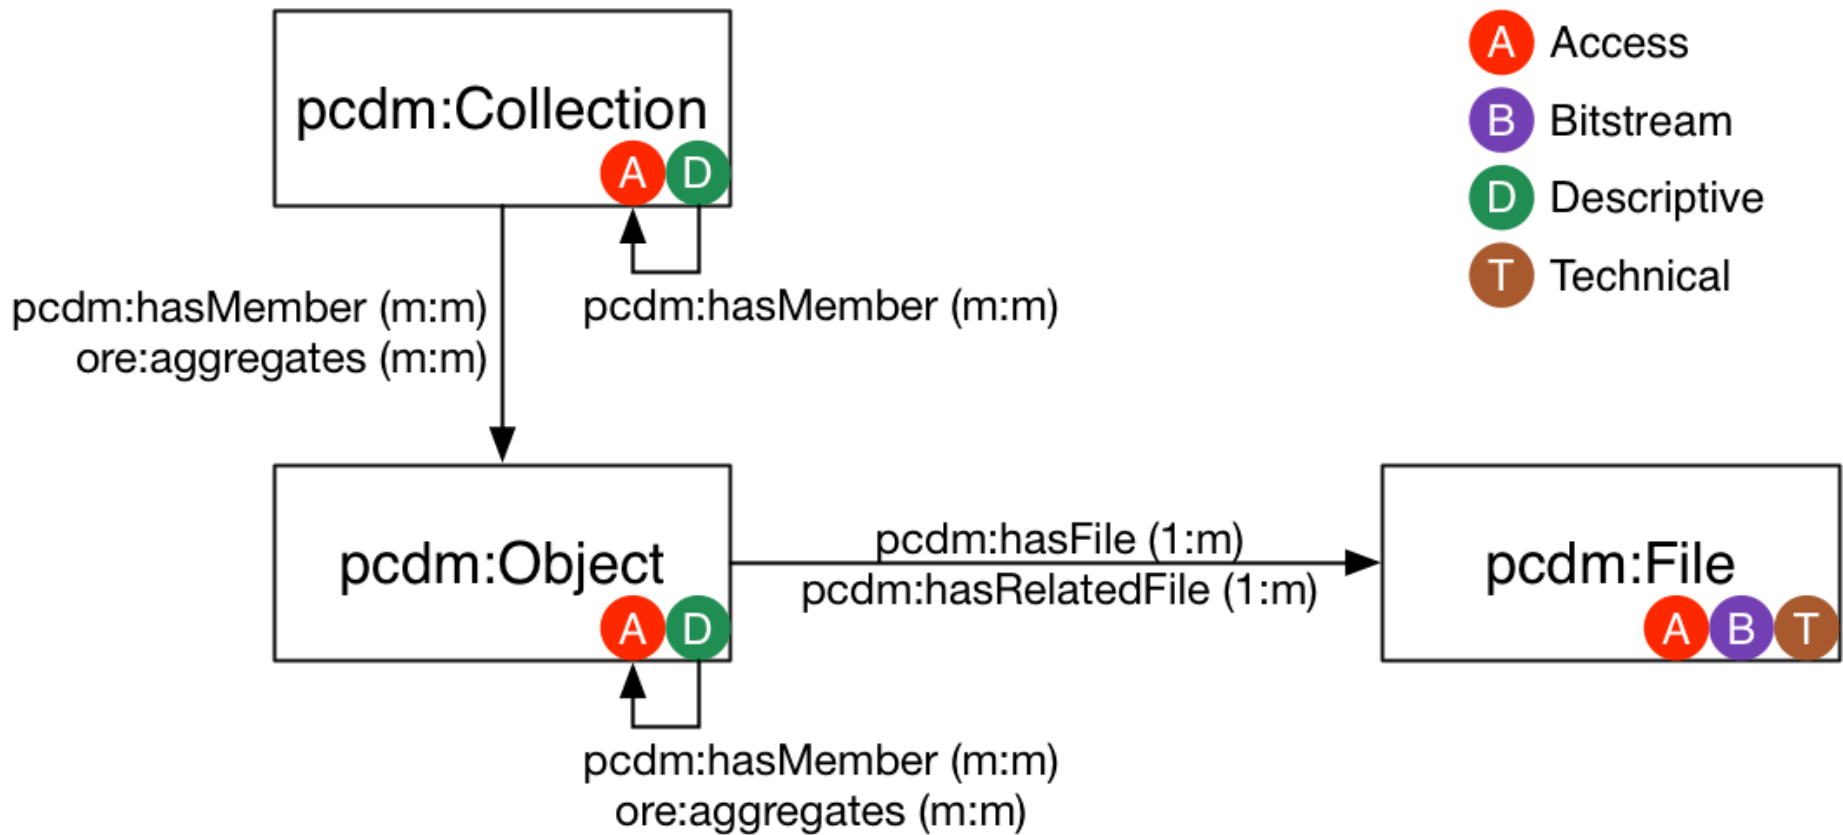 pcdm:Collection
A D
pcdm:hasMember (m:m)
ore:aggregates (m:m)
pcdm:hasMember (m:m)
pcdm:Object
A D
pcdm:hasMember (m:m)
ore:aggregates (m:m)
pcdm:hasFile (1:m)
pcdm:hasRelatedFile (1:m)
pcdm:File
A B T
A Access
B Bitstream
D Descriptive
T Technical